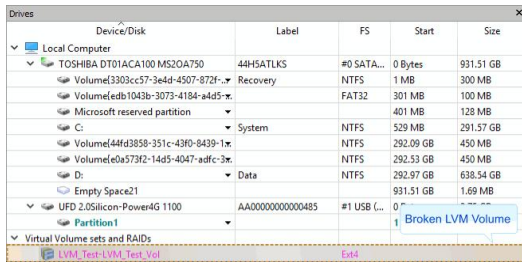 Drives ×
Device/Disk Label FS Start Size
Local Computer
TOSHIBA DT01ACA100 MS2OA750 44H5ATLKS #0 SATA... 0 Bytes 931.51 GB
Volume{3303cc57-3e4d-4507-872f-.. Recovery NTFS 1 MB 300 MB
Volume{edb1043b-3073-4184-a4d5-.. FAT32 301 MB 100 MB
Microsoft reserved partition 401 MB 128 MB
C: System NTFS 529 MB 291.57 GB
Volume{44fd3858-351c-43f0-8439-1.. NTFS 292.09 GB 450 MB
Volume{e0a573f2-14d5-4047-adfc-3.. NTFS 292.53 GB 450 MB
D: Data NTFS 292.97 GB 638.54 GB
Empty Space21 931.51 GB 1.69 MB
UFD 2.0Silicon-Power4G 1100 AA00000000000485 #1 USB (... 0
Partition1 1
Broken LVM Volume
Virtual Volume sets and RAIDs
LVM_Test-LVM_Test_Vol Ext4